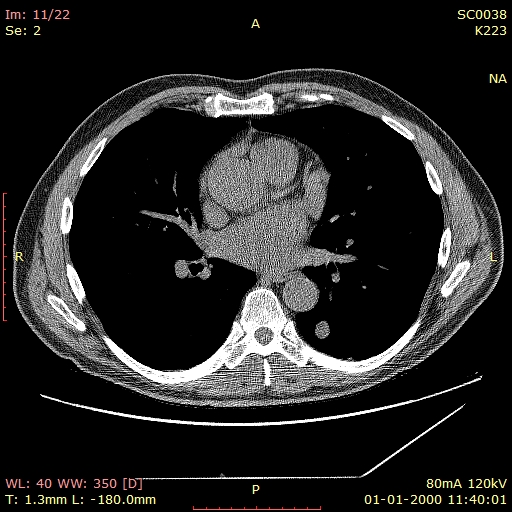 Im: 11/22
Se: 2
A
SC0038
K223
NA
R
L
WL: 40 WW: 350 [D]
T: 1.3mm L: -180.0mm
P
80mA 120kV
01-01-2000 11:40:01